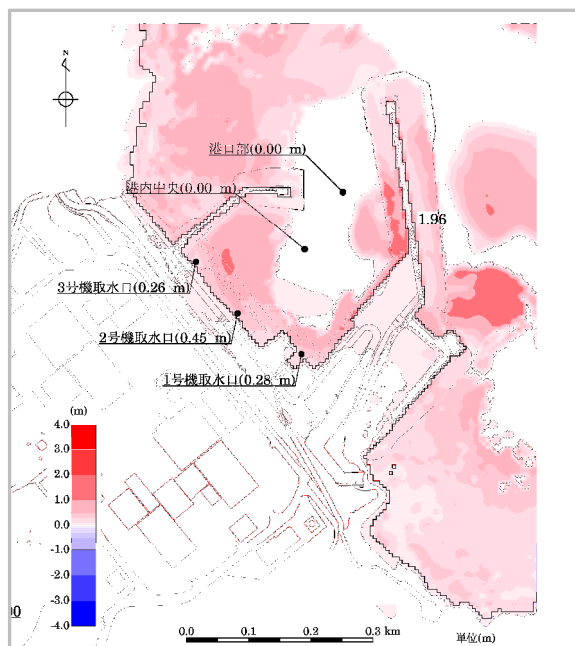 N
港口部(0.00 m)
港内中央(0.00 m)
1.96
3号機取水口(0.26 m)
2号機取水口(0.45 m)
1号機取水口(0.28 m)
(m)
4.0
3.0
2.0
1.0
0.0
-1.0
-2.0
-3.0
-4.0
0.0 0.1 0.2 0.3 km
単位(m)